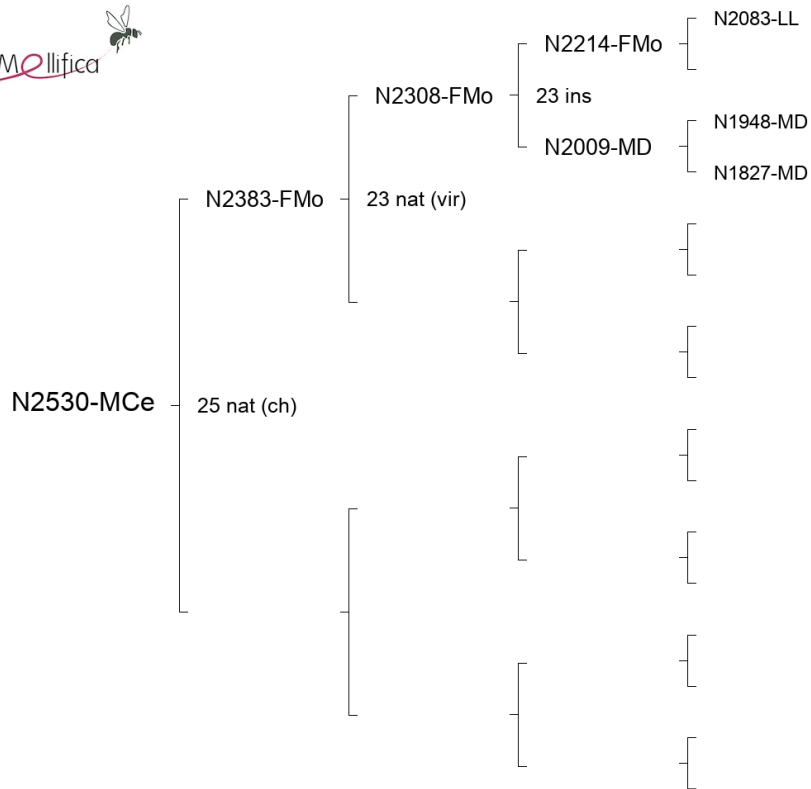 Mellifica
N2083-LL
N2214-FMo
N2308-FMo
23 ins
N1948-MD
N2009-MD
N1827-MD
N2383-FMo
23 nat (vir)
N2530-MCe
25 nat (ch)